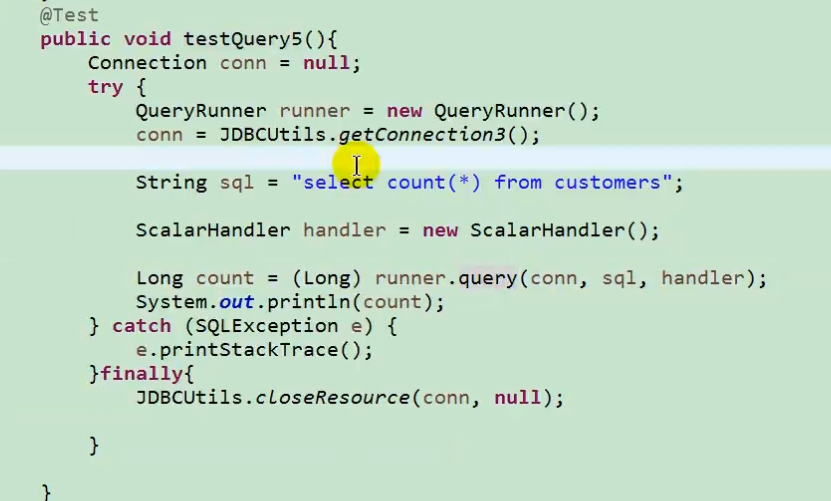 @Test
public void testQuery5(){
Connection conn = null;
try {
QueryRunner runner = new QueryRunner();
conn = JDBCUtils.getConnection3();
String sql = "select count(*) from customers";
ScalarHandler handler = new ScalarHandler();
Long count = (Long) runner.query(conn, sql, handler);
System.out.println(count);
} catch (SQLException e) {
e.printStackTrace();
}finally{
JDBCUtils.closeResource(conn, null);
}
}